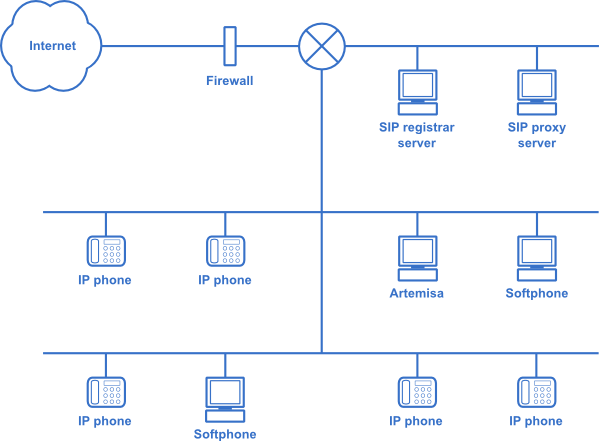 Internet
Firewall
SIP registrar
server
SIP proxy
server
IP phone
IP phone
Artemisa
Softphone
IP phone
Softphone
IP phone
IP phone